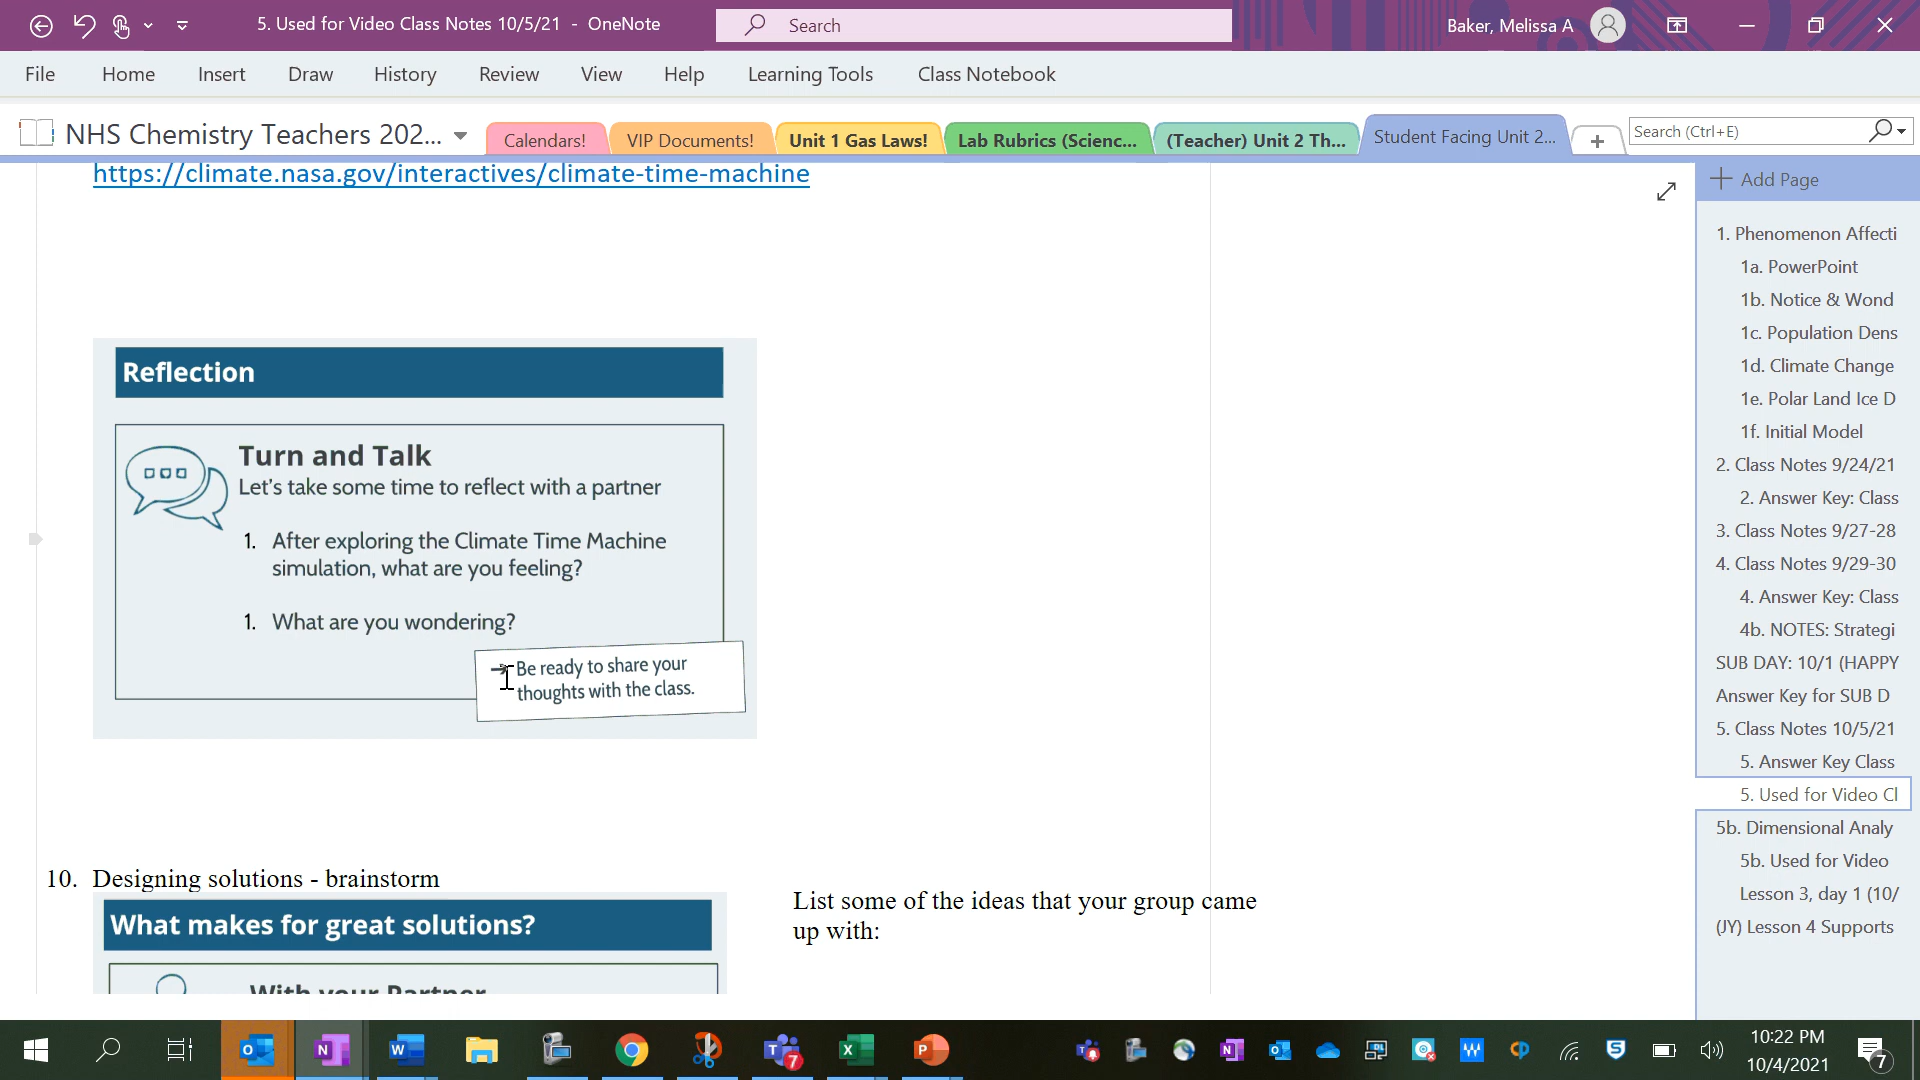 5. Used for Video Class Notes 10/5/21 - OneNote
Search
Baker, Melissa A
File Home Insert Draw History Review View Help Learning Tools Class Notebook
NHS Chemistry Teachers 202...
Calendars!
VIP Documents!
Unit 1 Gas Laws!
Lab Rubrics (Scienc...
(Teacher) Unit 2 Th...
Student Facing Unit 2...
Search (Ctrl+E)
https://climate.nasa.gov/interactives/climate-time-machine
Reflection
Turn and Talk
Let's take some time to reflect with a partner
1. After exploring the Climate Time Machine
simulation, what are you feeling?
1. What are you wondering?
Be ready to share your
thoughts with the class.
10. Designing solutions - brainstorm
What makes for great solutions?
With your Partner
List some of the ideas that your group came
up with:
Add Page
1. Phenomenon Affecti
1a. PowerPoint
1b. Notice & Wond
1c. Population Dens
1d. Climate Change
1e. Polar Land Ice D
1f. Initial Model
2. Class Notes 9/24/21
2. Answer Key: Class
3. Class Notes 9/27-28
4. Class Notes 9/29-30
4. Answer Key: Class
4b. NOTES: Strategi
SUB DAY: 10/1 (HAPPY
Answer Key for SUB D
5. Class Notes 10/5/21
5. Answer Key Class
5. Used for Video Cl
5b. Dimensional Analy
5b. Used for Video
Lesson 3, day 1 (10/
(JY) Lesson 4 Supports
10:22 PM
10/4/2021
7
7